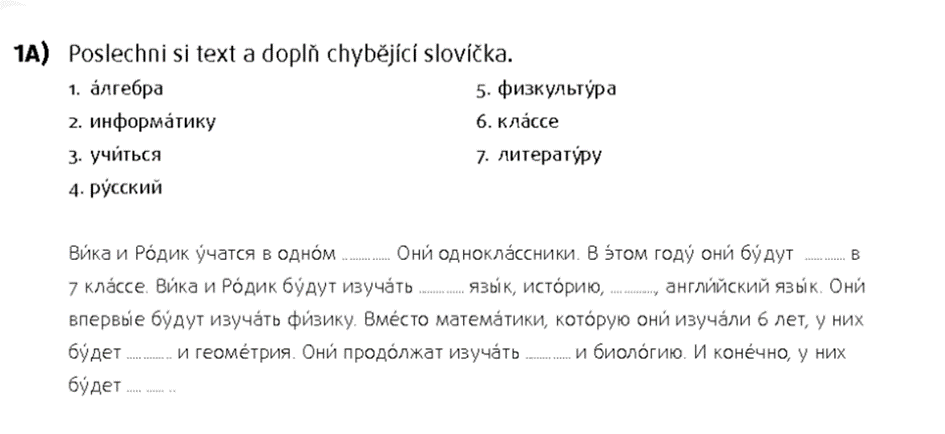 1A) Poslechni si text a doplň chybějící slovíčka.
1. а́лгебра 5. физкульту́ра
2. информа́тику 6. кла́ссе
3. учи́ться 7. литерату́ру
4. ру́сский
Ви́ка и Ро́дик у́чатся в одно́м .............. Они́ однокла́ссники. В э́том году́ они́ бу́дут ............ в
7 кла́ссе. Ви́ка и Ро́дик бу́дут изуча́ть ............. язы́к, исто́рию, ............., англи́йский язы́к. Они́
впервы́е бу́дут изуча́ть фи́зику. Вме́сто матема́тики, кото́рую они́ изуча́ли 6 лет, у них
бу́дет ............. и геоме́трия. Они́ продо́лжат изуча́ть ............. и биоло́гию. И коне́чно, у них
бу́дет ..... ...... ..